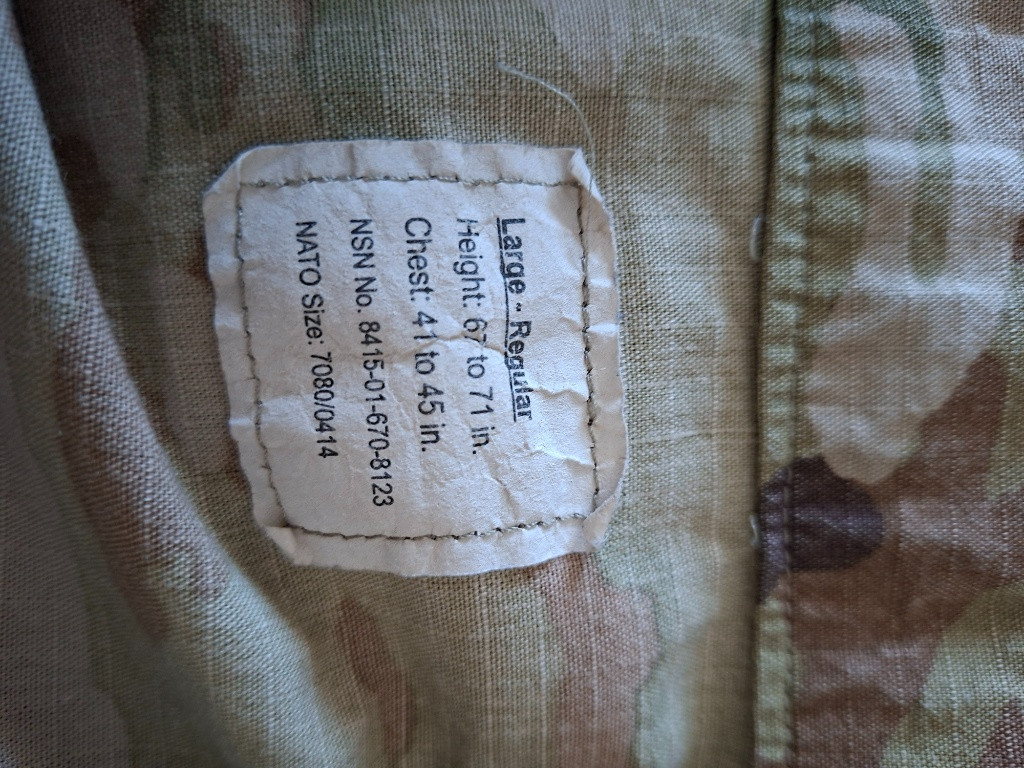 Large - Regular
Height: 67 to 71 in.
Chest: 41 to 45 in.
NSN No. 8415-01-670-8123
NATO Size: 7080/0414